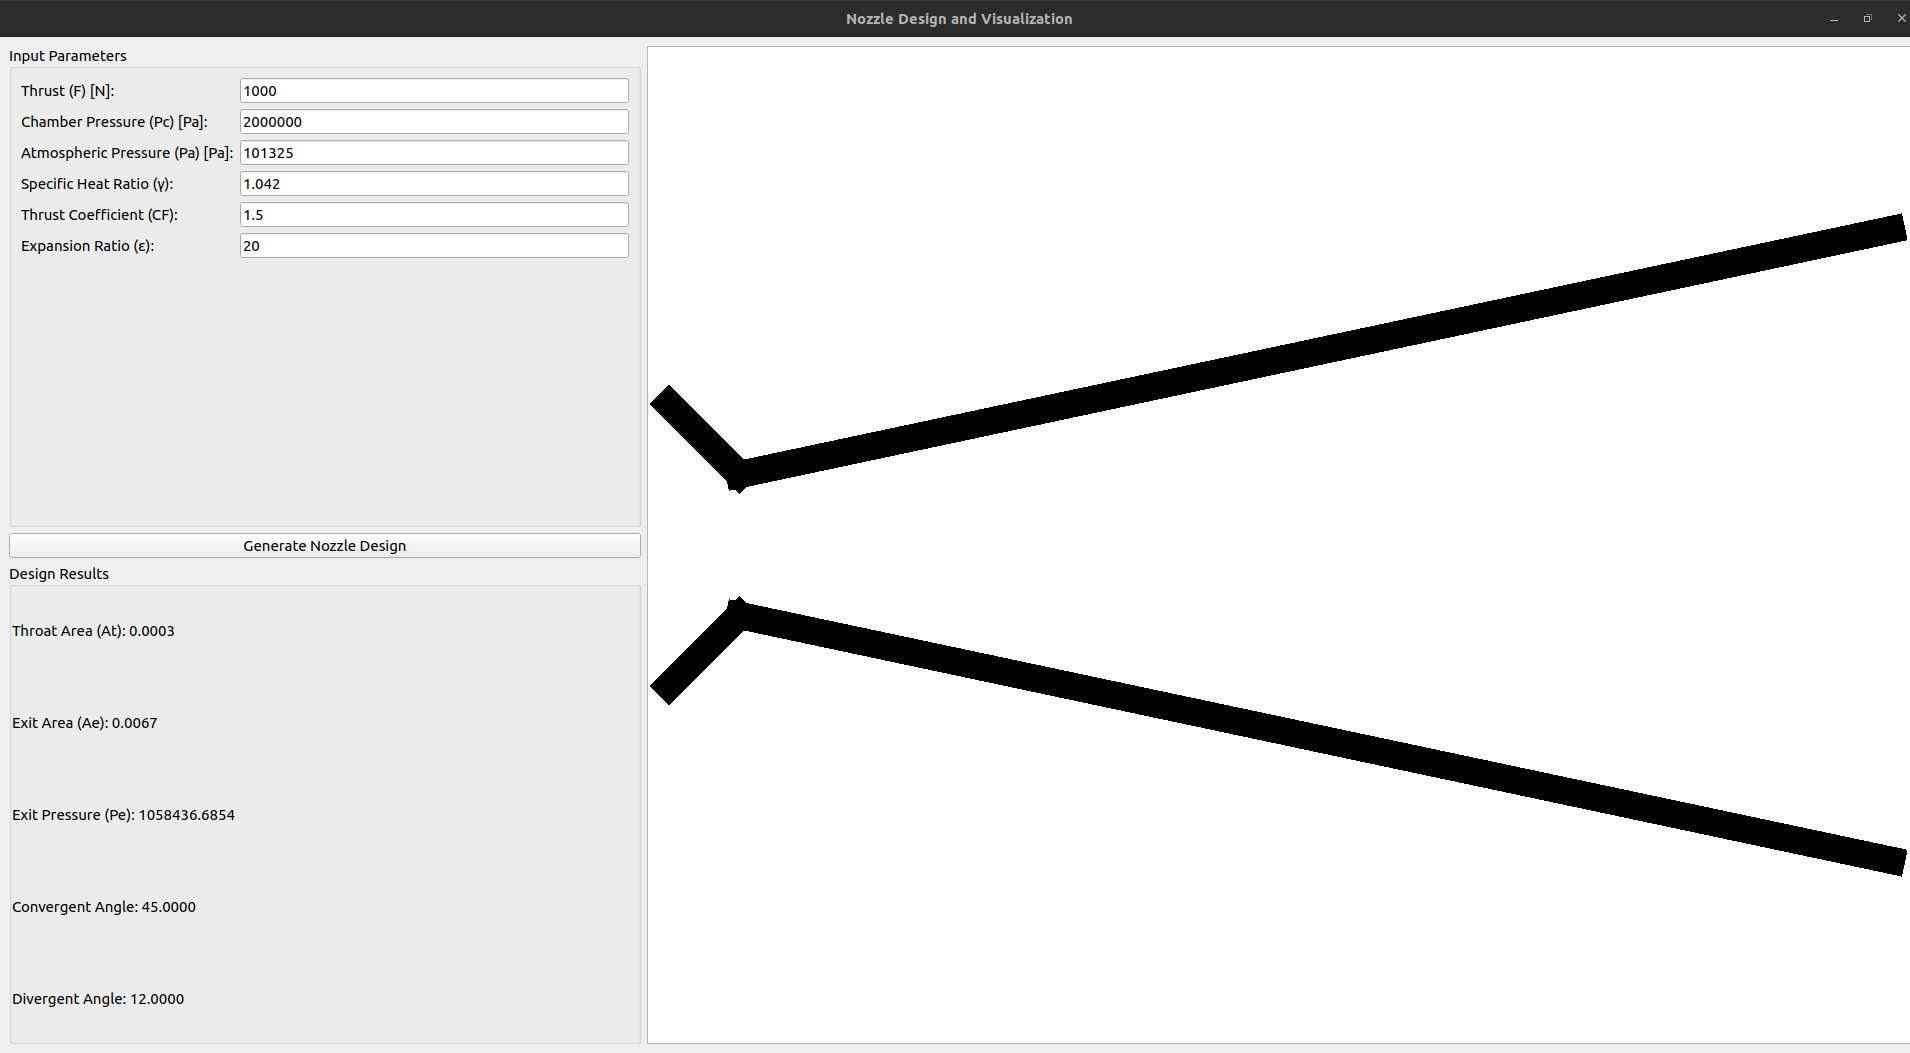 Nozzle Design and Visualization
Input Parameters
Thrust (F) [N]: 1000
Chamber Pressure (Pc) [Pa]: 2000000
Atmospheric Pressure (Pa) [Pa]: 101325
Specific Heat Ratio (γ): 1.042
Thrust Coefficient (CF): 1.5
Expansion Ratio (ε): 20
Generate Nozzle Design
Design Results
Throat Area (At): 0.0003
Exit Area (Ae): 0.0067
Exit Pressure (Pe): 1058436.6854
Convergent Angle: 45.0000
Divergent Angle: 12.0000